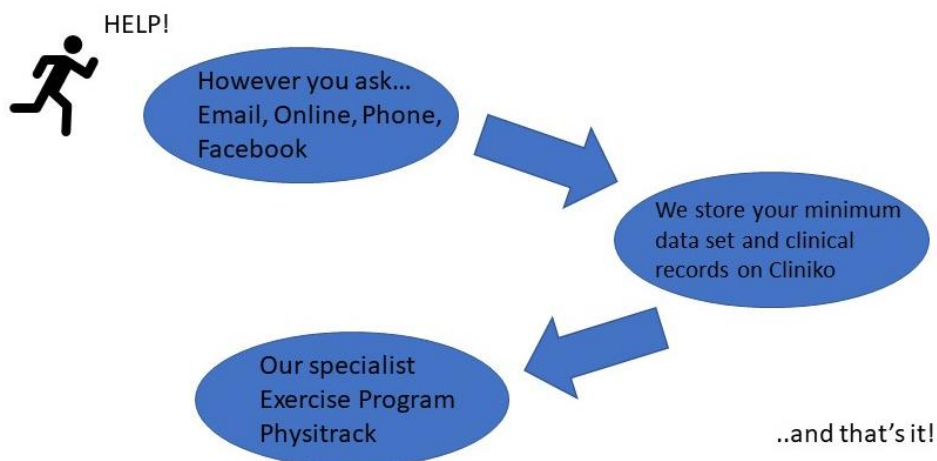 HELP!
However you ask...
Email, Online, Phone,
Facebook
We store your minimum
data set and clinical
records on Cliniko
Our specialist
Exercise Program
Physitrack
..and that's it!